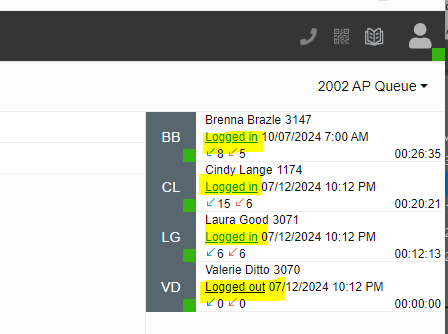 2002 AP Queue
BB
Brenna Brazle 3147
Logged in 10/07/2024 7:00 AM
8 5 00:26:35
CL
Cindy Lange 1174
Logged in 07/12/2024 10:12 PM
15 6 00:20:21
LG
Laura Good 3071
Logged in 07/12/2024 10:12 PM
6 6 00:12:13
VD
Valerie Ditto 3070
Logged out 07/12/2024 10:12 PM
0 0 00:00:00